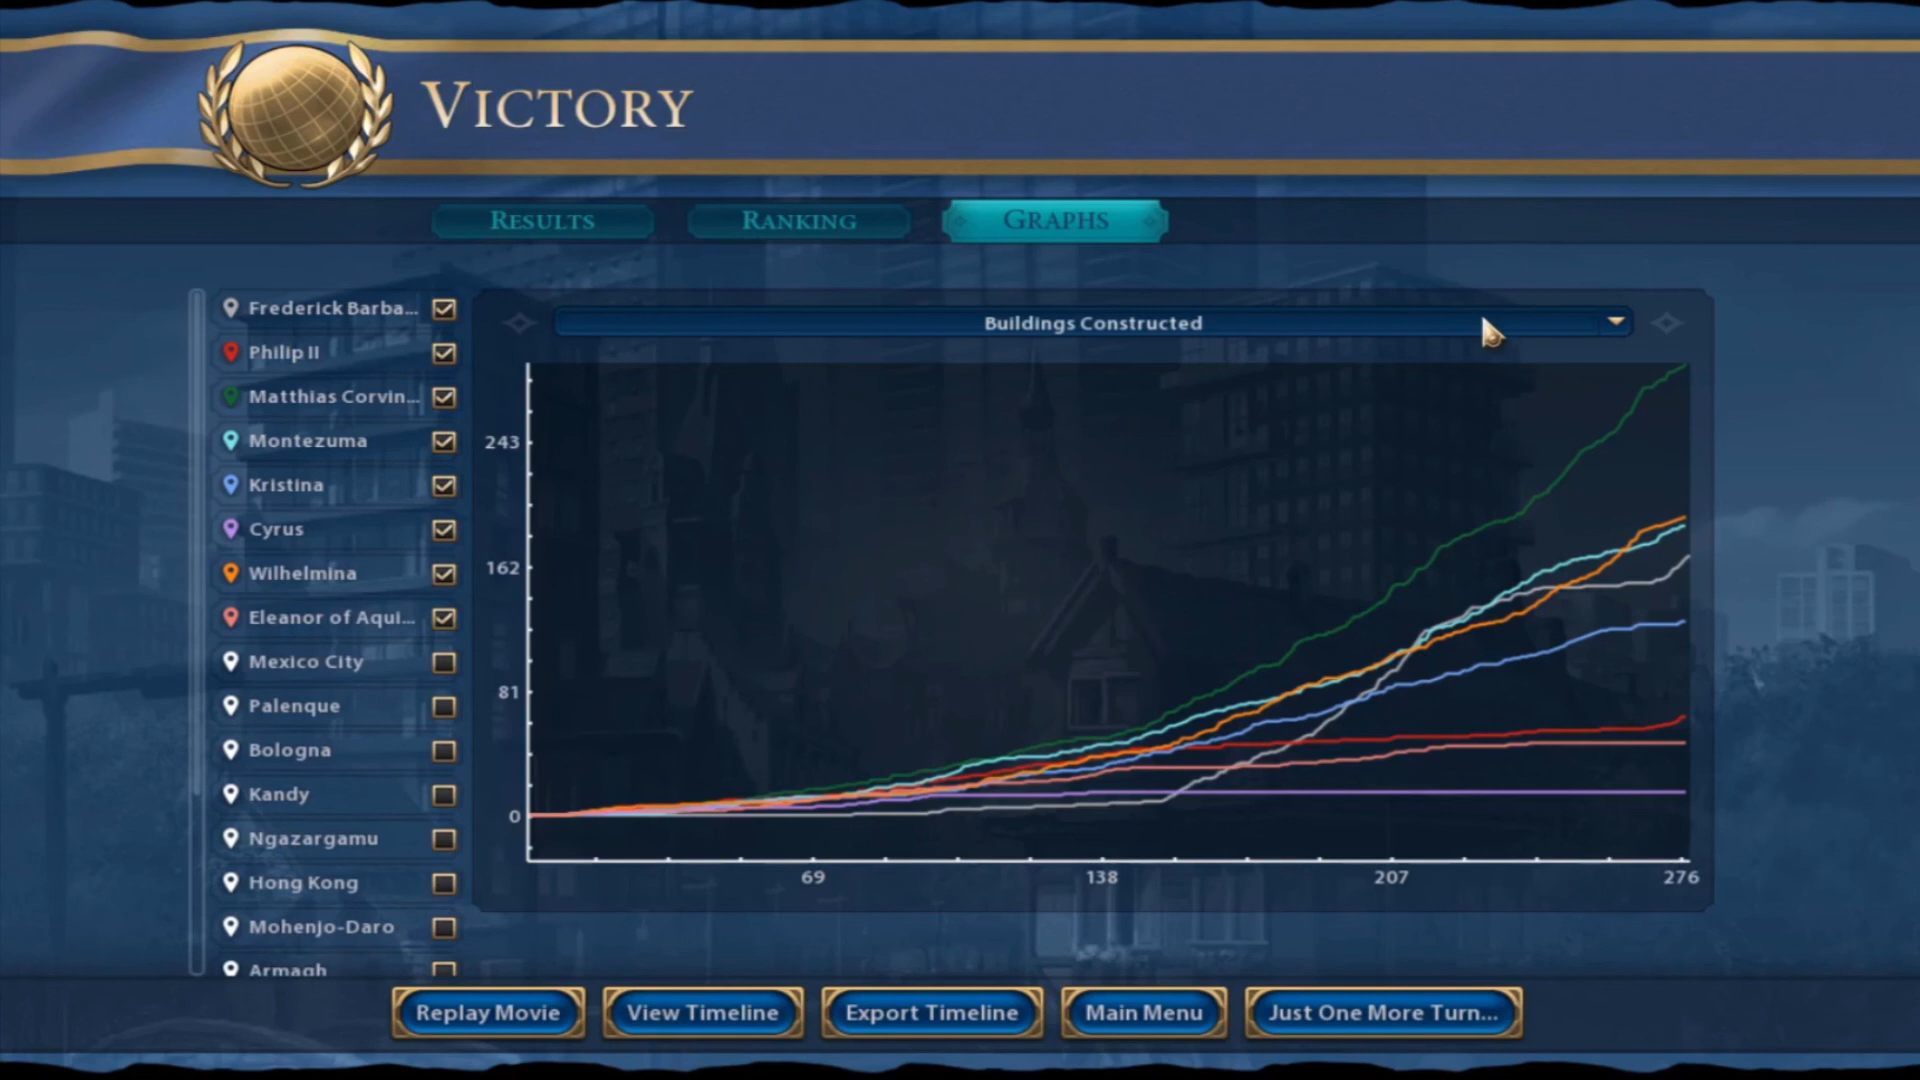 VICTORY
RESULTS
RANKING
GRAPHS
Frederick Barba...
Philip II
Matthias Corvin...
Montezuma
Kristina
Cyrus
Wilhelmina
Eleanor of Aqui...
Mexico City
Palenque
Bologna
Kandy
Ngazargamu
Hong Kong
Mohenjo-Daro
Armagh
Buildings Constructed
243
162
81
0
69
138
207
276
Replay Movie
View Timeline
Export Timeline
Main Menu
Just One More Turn...